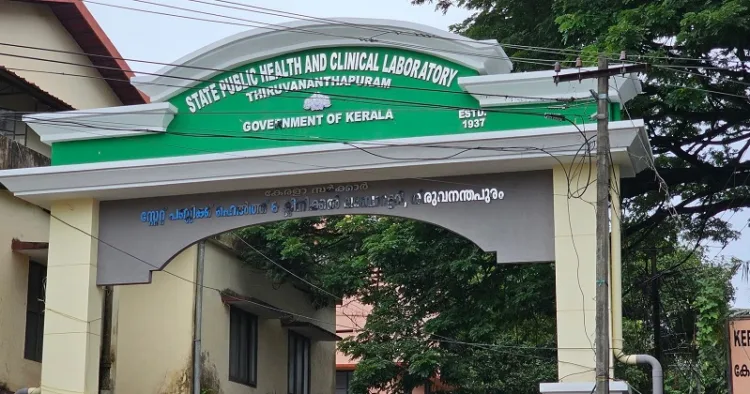 STATE PUBLIC HEALTH AND CLINICAL LABORATORY
THIRUVANANTHAPURAM
GOVERNMENT OF KERALA
ESTD.
1937
കേരളാ സർക്കാർ
സ്റ്റേറ്റ് പബ്ലിക്ക് ഹെൽത്ത് & ക്ലിനിക്കൽ ലബോറട്ടറി, തിരുവനന്തപുരം
KER
കേ